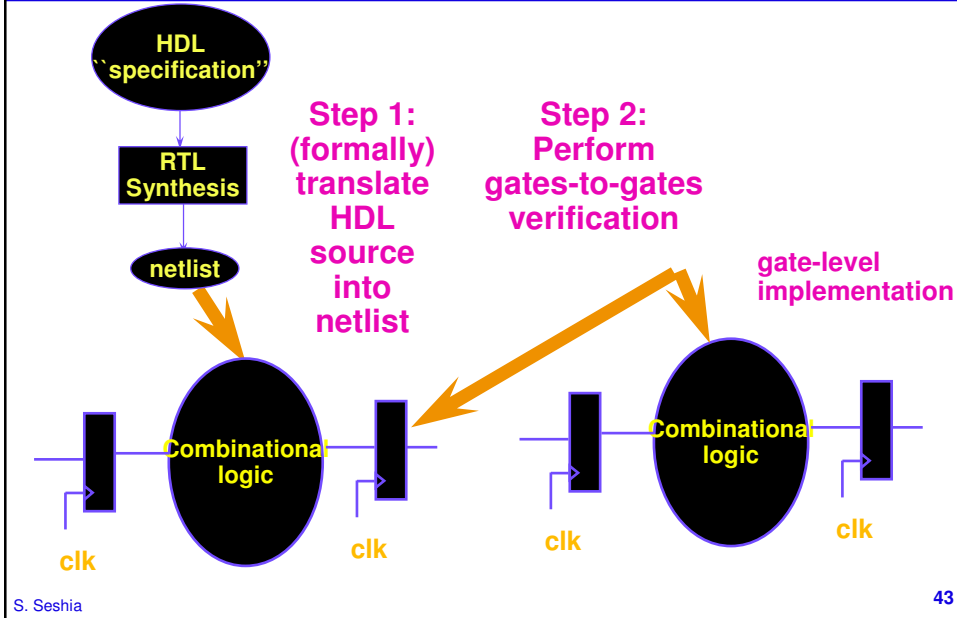 HDL
``specification''
RTL
Synthesis
netlist
Step 1:
(formally)
translate
HDL
source
into
netlist
Step 2:
Perform
gates-to-gates
verification
gate-level
implementation
Combinational
logic
clk
clk
Combinational
logic
clk
clk
S. Seshia
43